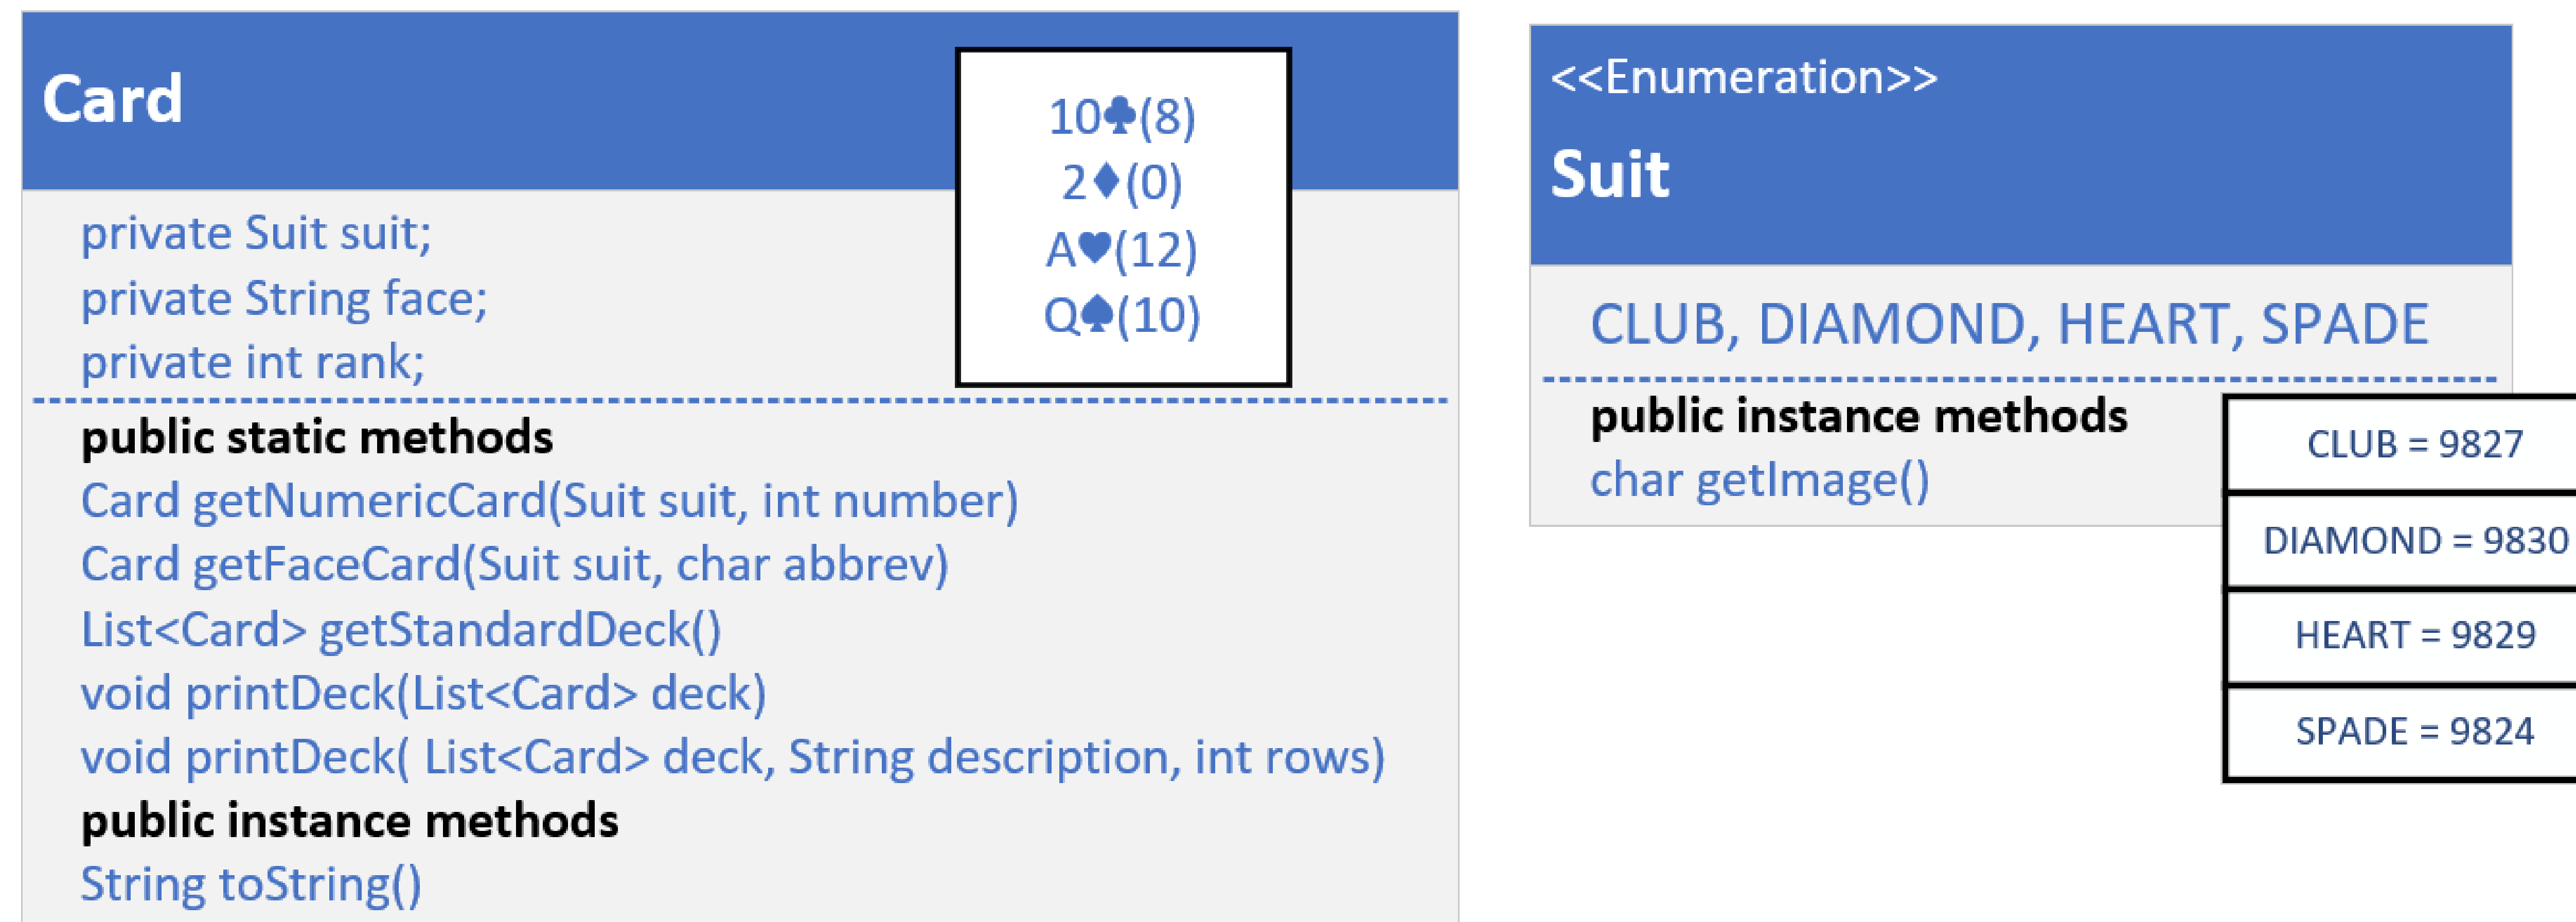 Card
10♣(8)
2♦(0)
A♥(12)
Q♠(10)
private Suit suit;
private String face;
private int rank;
public static methods
Card getNumericCard(Suit suit, int number)
Card getFaceCard(Suit suit, char abbrev)
List<Card> getStandardDeck()
void printDeck(List<Card> deck)
void printDeck( List<Card> deck, String description, int rows)
public instance methods
String toString()
<<Enumeration>>
Suit
CLUB, DIAMOND, HEART, SPADE
public instance methods
char getImage()
CLUB = 9827
DIAMOND = 9830
HEART = 9829
SPADE = 9824